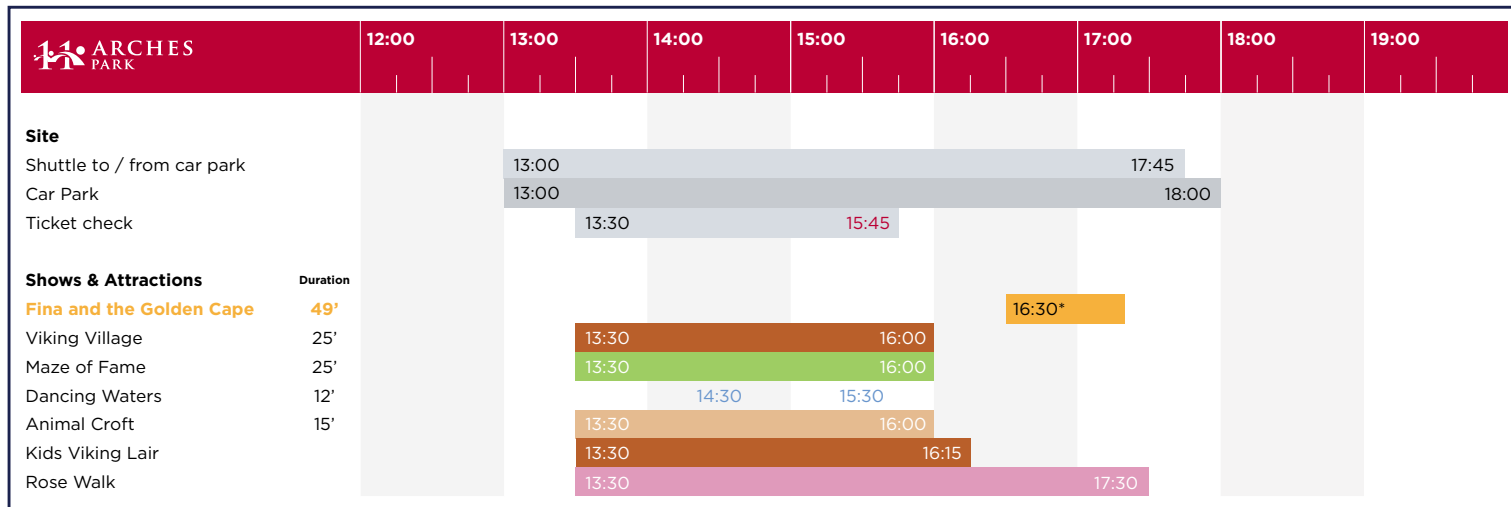 ARCHES
PARK
12:00 13:00 14:00 15:00 16:00 17:00 18:00 19:00
Site
Shuttle to / from car park 13:00 17:45
Car Park 13:00 18:00
Ticket check 13:30 15:45
Shows & Attractions Duration
Fina and the Golden Cape 49’ 16:30*
Viking Village 25’ 13:30 16:00
Maze of Fame 25’ 13:30 16:00
Dancing Waters 12’ 14:30 15:30
Animal Croft 15’ 13:30 16:00
Kids Viking Lair 13:30 16:15
Rose Walk 13:30 17:30